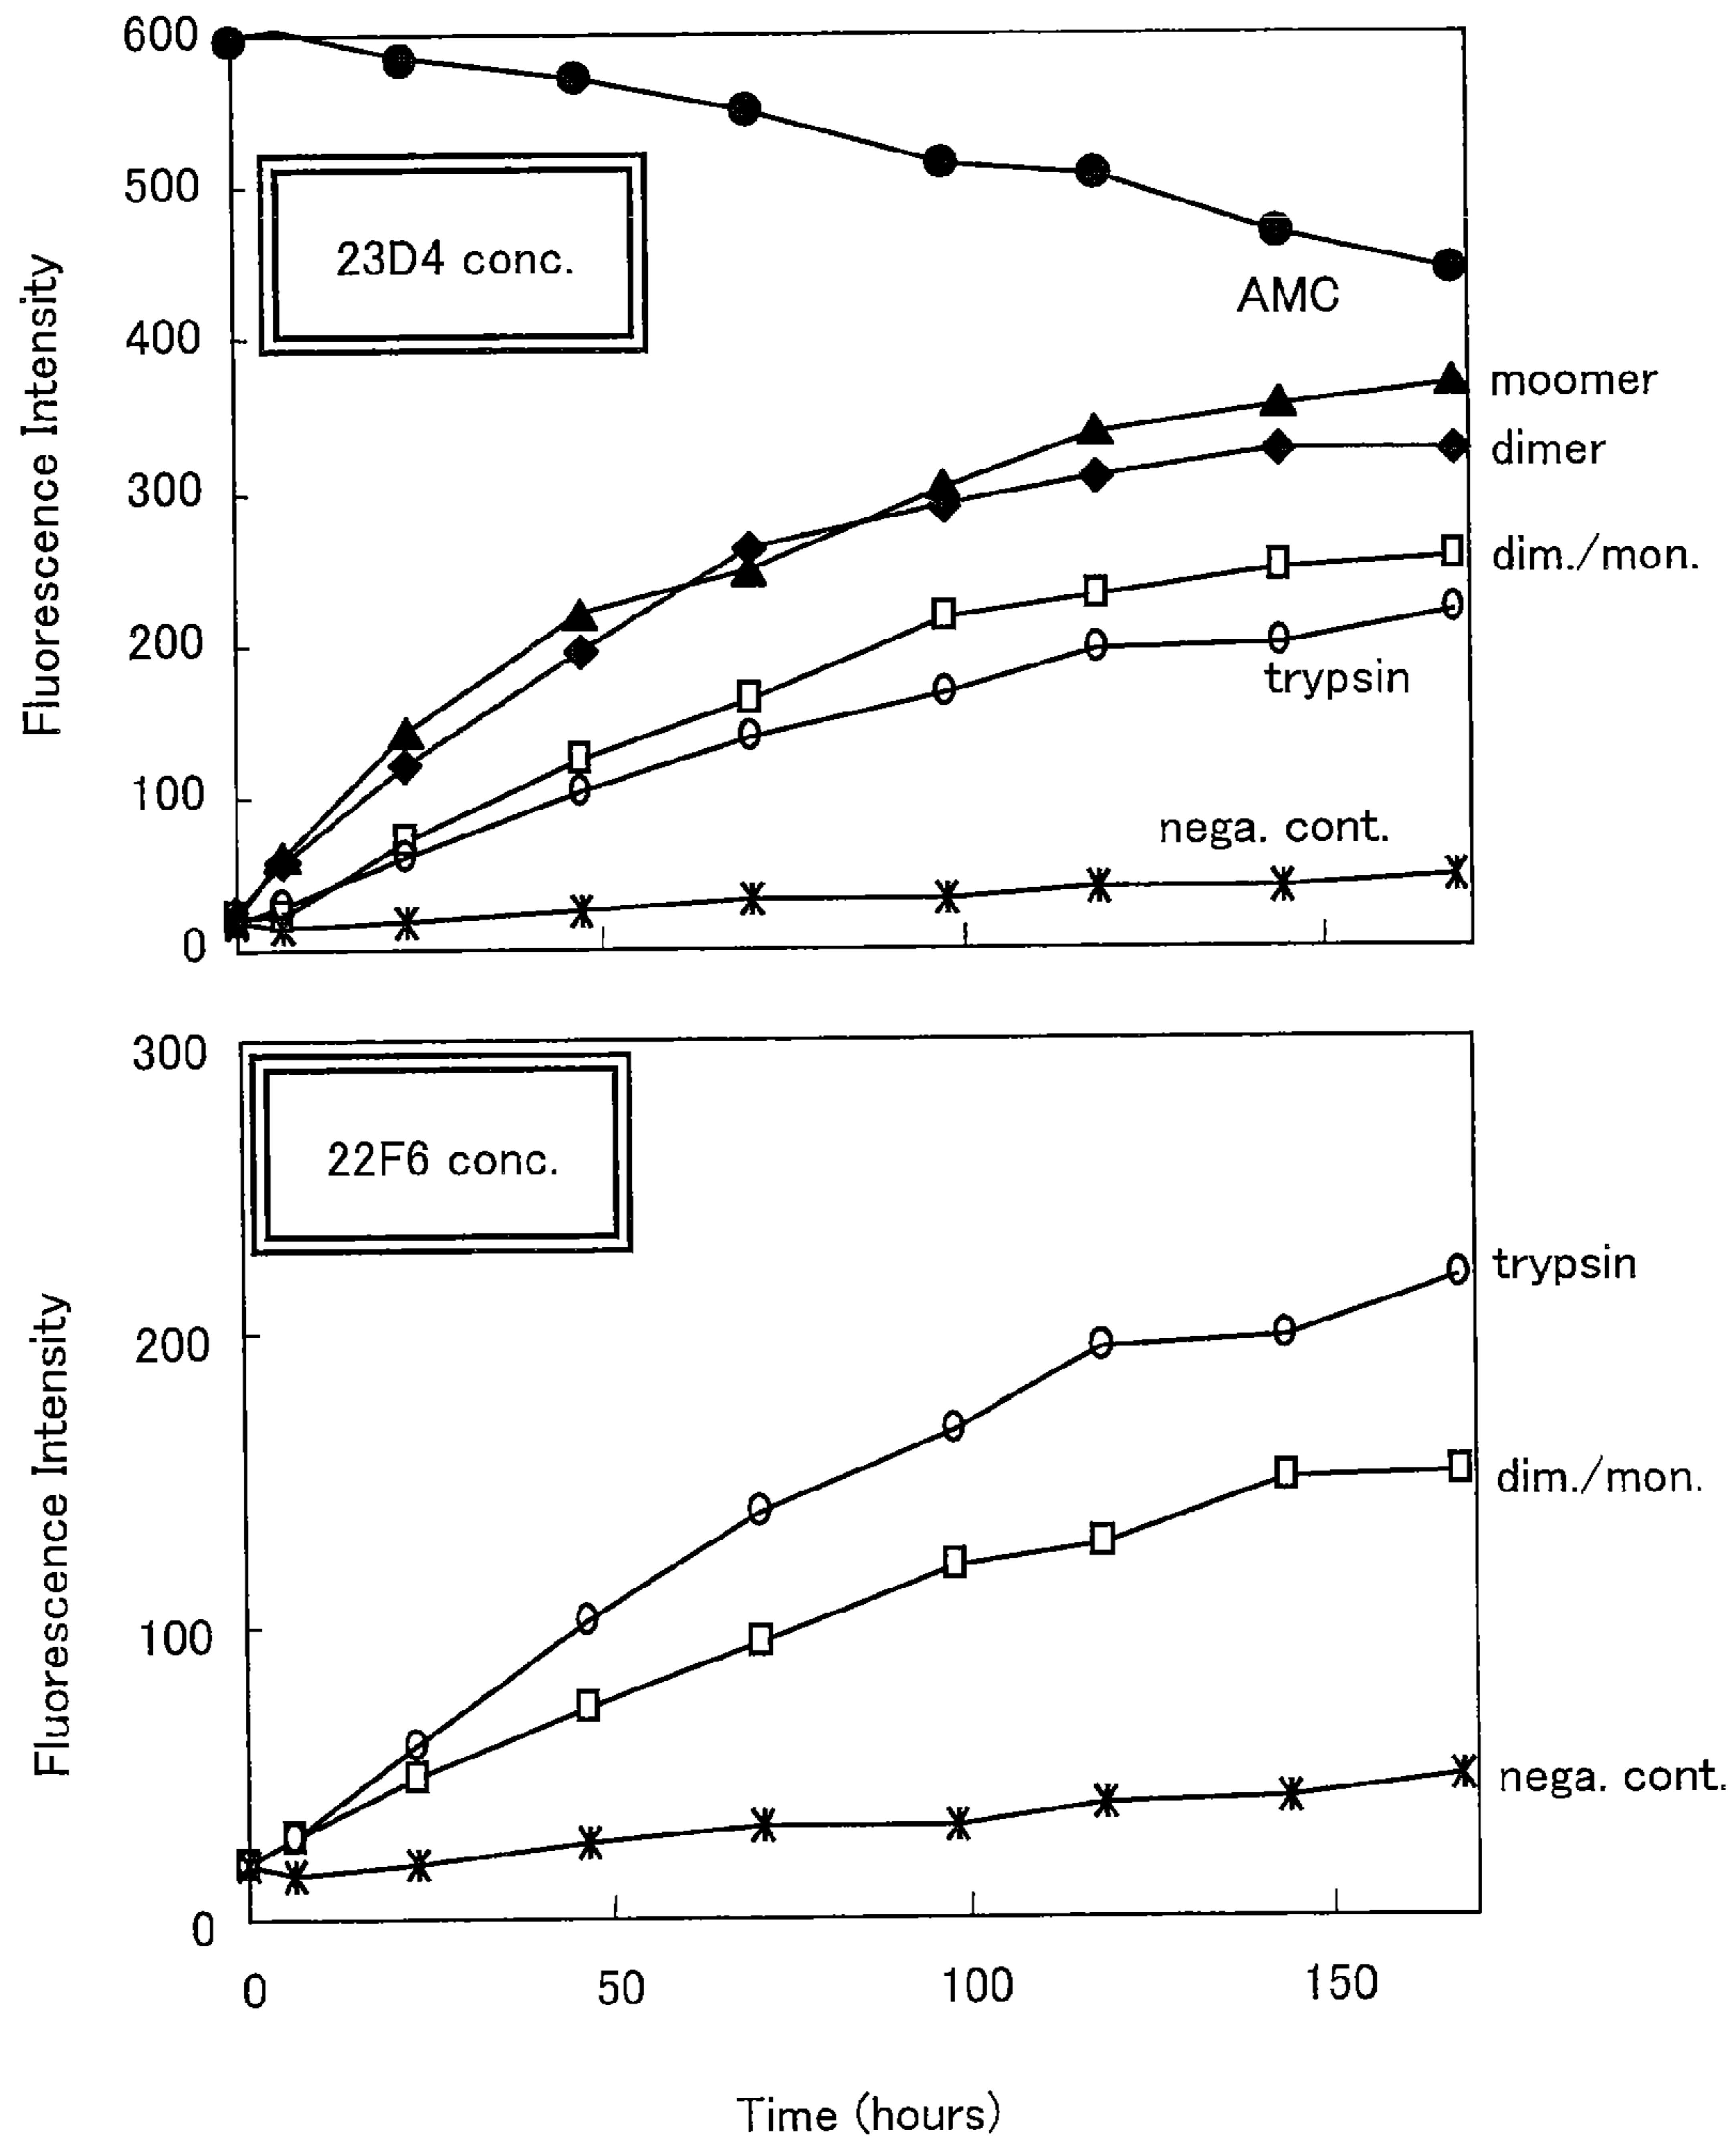 600
500
400
300
200
100
0
Fluorescence Intensity
23D4 conc.
AMC
moomer
dimer
dim./mon.
trypsin
nega. cont.
300
200
100
0
Fluorescence Intensity
22F6 conc.
trypsin
dim./mon.
nega. cont.
0 50 100 150
Time (hours)